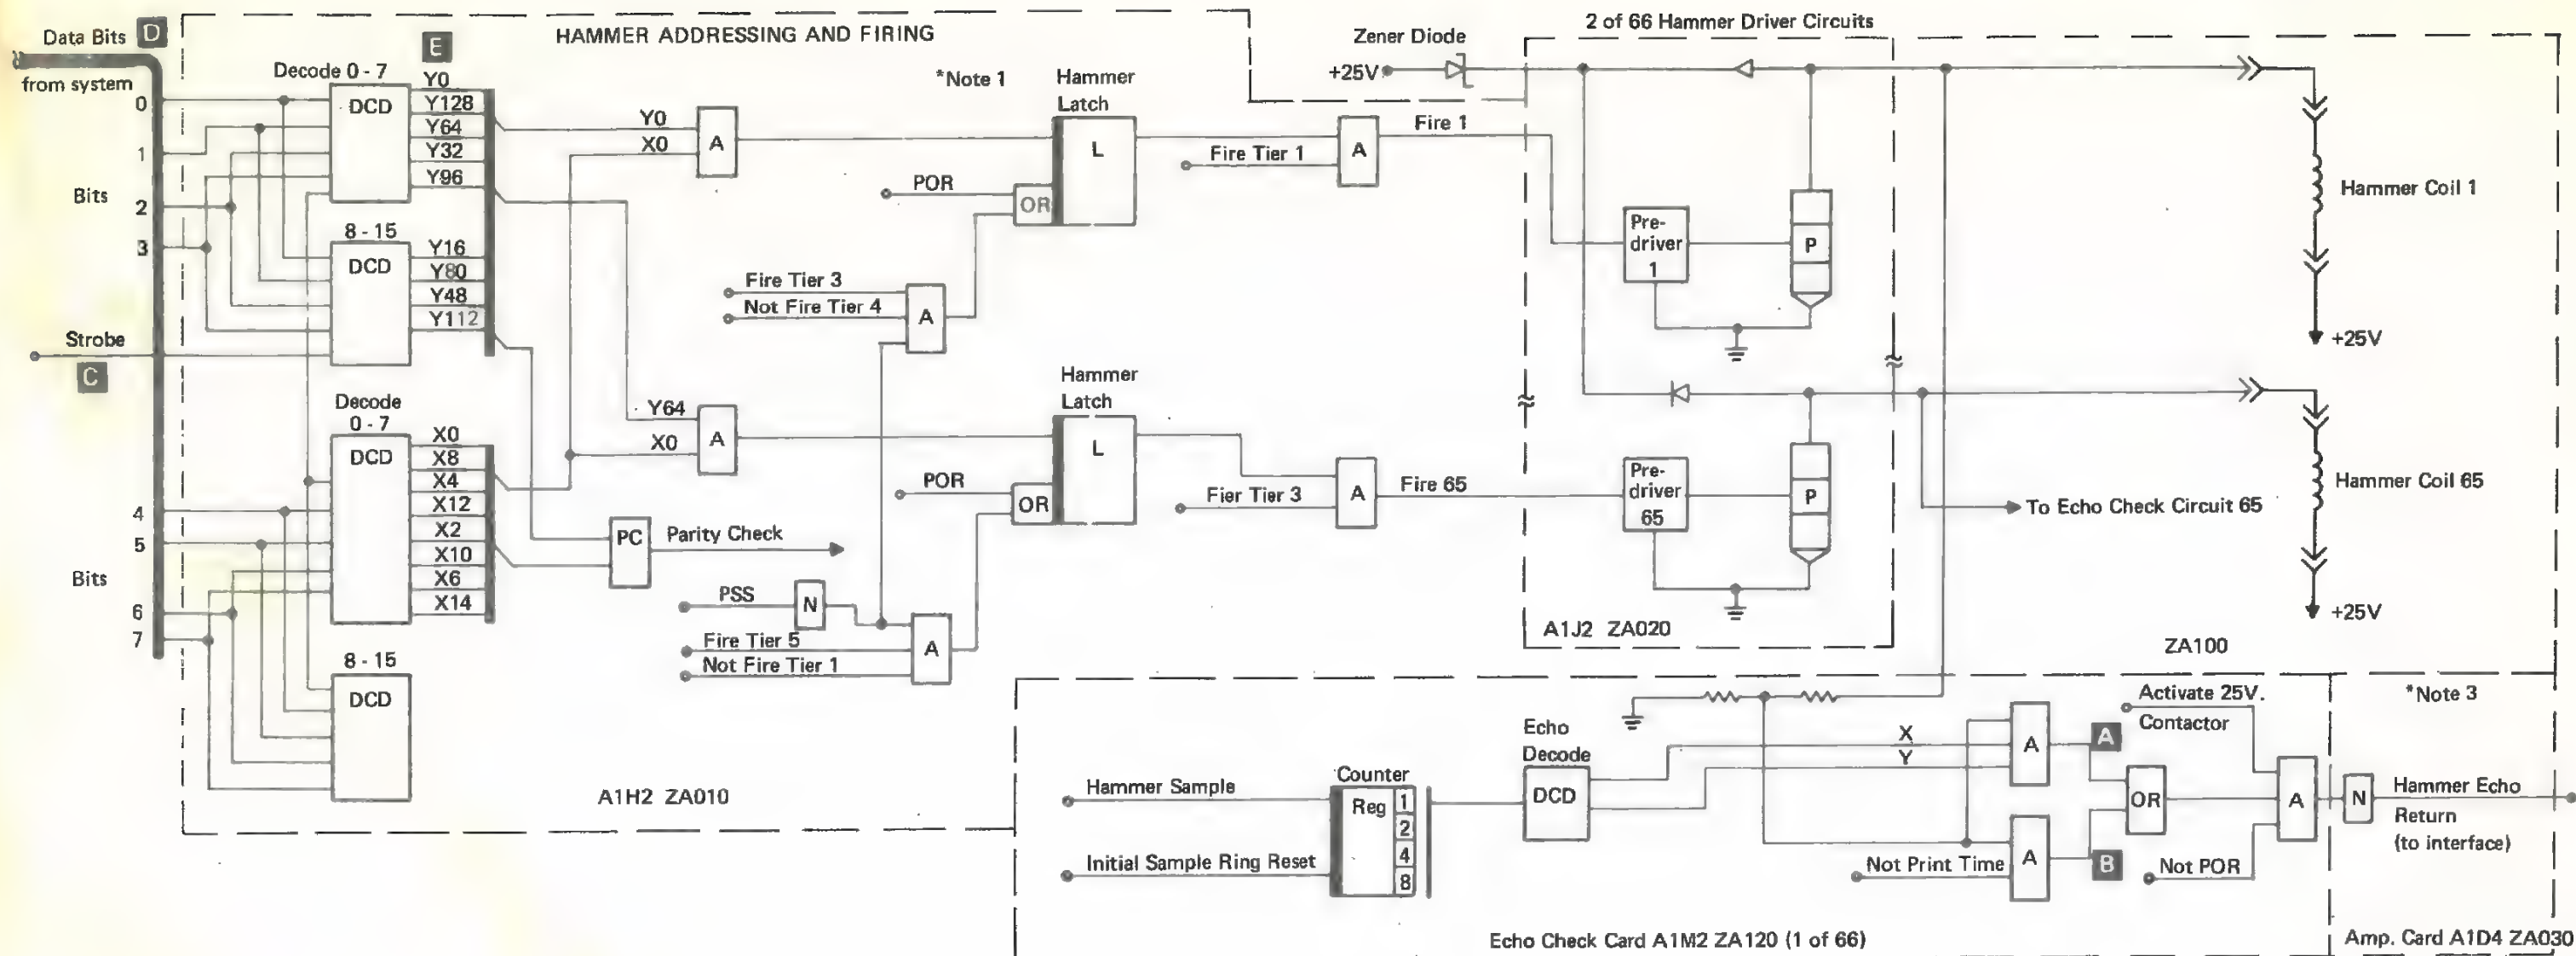 Data Bits D
from system
HAMMER ADDRESSING AND FIRING
E
Decode 0 - 7
DCD
Y0
Y128
Y64
Y32
Y96
0
1
Bits
2
3
8 - 15
DCD
Y16
Y80
Y48
Y112
Strobe
C
Decode
0 - 7
DCD
X0
X8
X4
X12
X2
X10
X6
X14
4
5
Bits
6
7
8 - 15
DCD
Y0
X0
A
*Note 1
Hammer
Latch
L
POR
OR
Fire Tier 3
Not Fire Tier 4
A
Fire Tier 1
A
Fire 1
Y64
X0
A
Hammer
Latch
L
POR
OR
PC
Parity Check
PSS
N
Fire Tier 5
Not Fire Tier 1
A
Fier Tier 3
A
Fire 65
A1H2 ZA010
Zener Diode
+25V
2 of 66 Hammer Driver Circuits
Pre-
driver
1
P
Pre-
driver
65
P
A1J2 ZA020
Hammer Coil 1
+25V
Hammer Coil 65
To Echo Check Circuit 65
+25V
ZA100
Hammer Sample
Initial Sample Ring Reset
Counter
Reg
1
2
4
8
Echo
Decode
DCD
X
Y
A
A
Not Print Time
A
B
OR
Activate 25V.
Contactor
Not POR
A
*Note 3
N
Hammer Echo
Return
(to interface)
Echo Check Card A1M2 ZA120 (1 of 66)
Amp. Card A1D4 ZA030